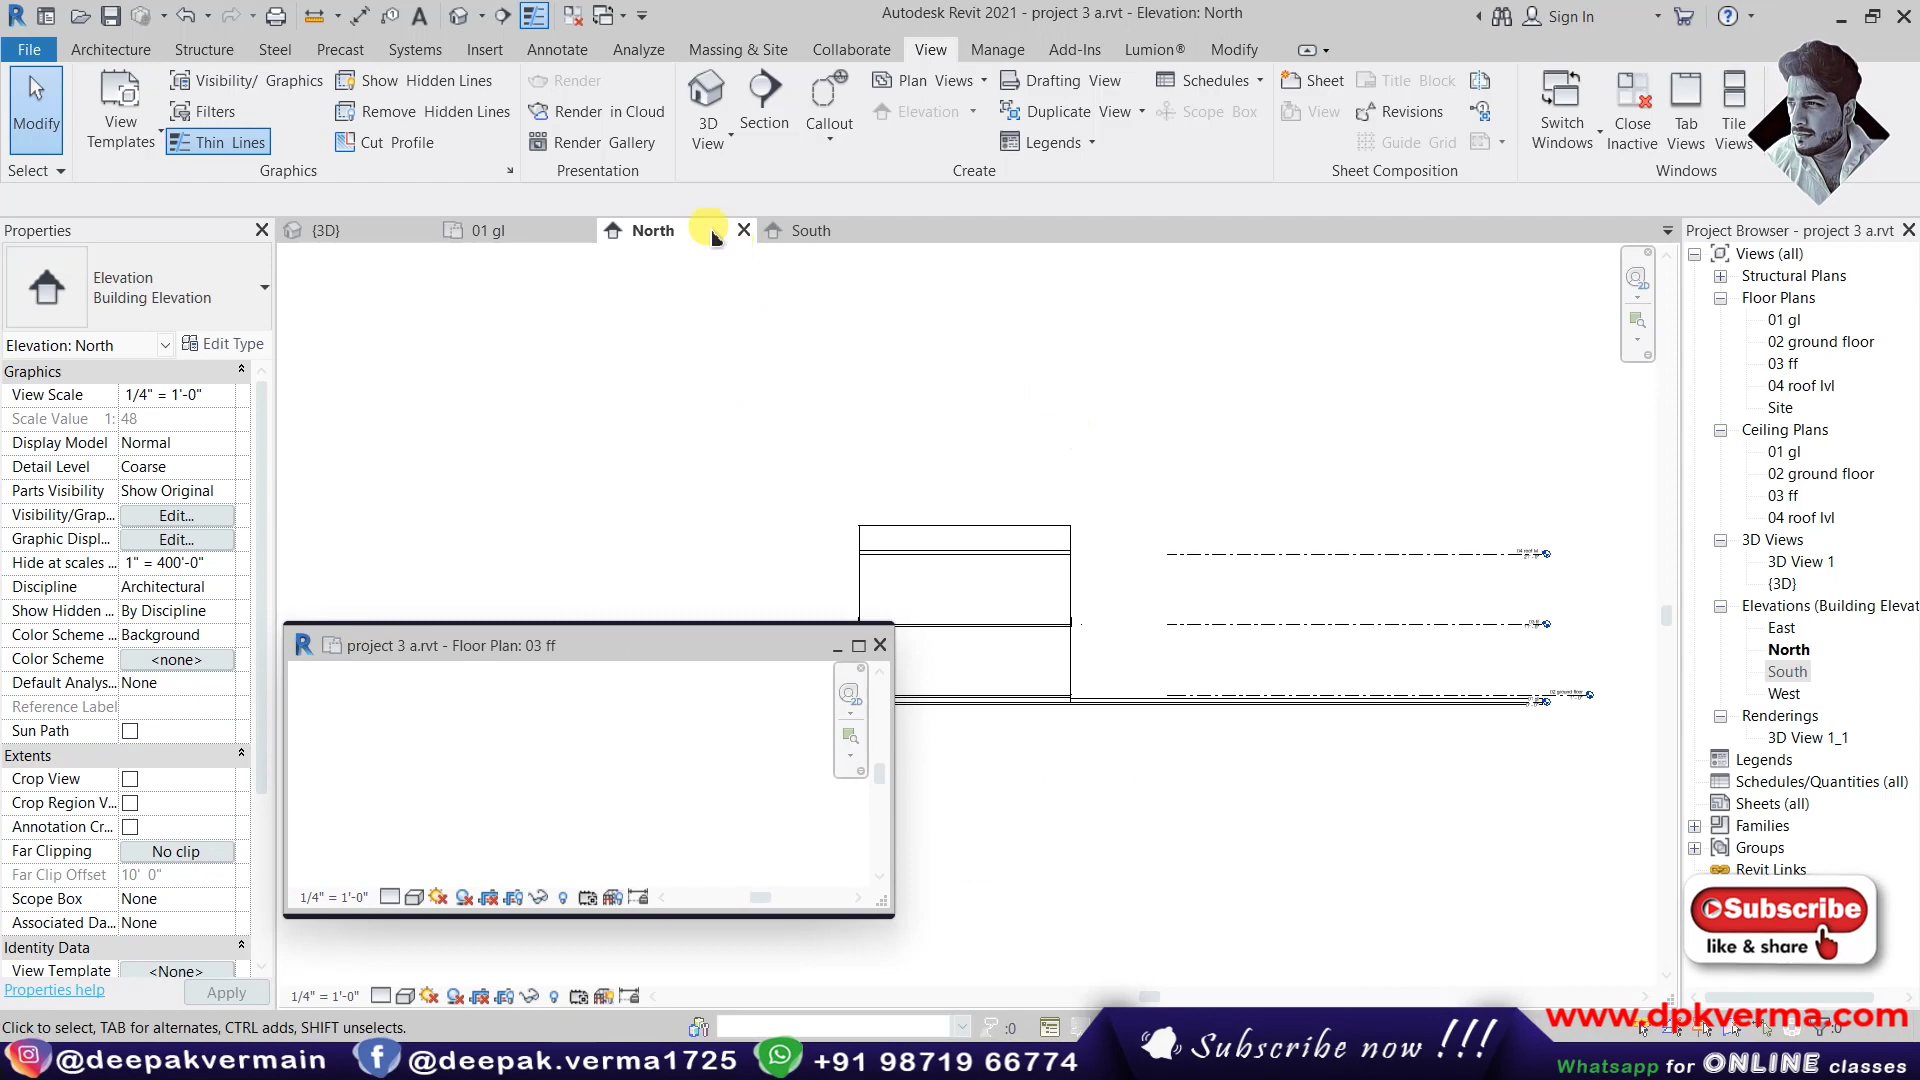 Autodesk Revit 2021 - project 3 a.rvt - Elevation: North
Sign In
File Architecture Structure Steel Precast Systems Insert Annotate Analyze Massing & Site Collaborate View Manage Add-Ins Lumion® Modify
Modify
View Templates
Visibility/ Graphics
Filters
Thin Lines
Show Hidden Lines
Remove Hidden Lines
Cut Profile
Render
Render in Cloud
Render Gallery
3D View
Section
Callout
Plan Views
Elevation
Drafting View
Duplicate View
Legends
Schedules
Scope Box
Sheet
View
Title Block
Revisions
Guide Grid
Switch Windows
Close Inactive
Tab Views
Tile Views
Select
Graphics
Presentation
Create
Sheet Composition
Windows
Properties
{3D}
01 gl
North
South
Project Browser - project 3 a.rvt
Elevation
Building Elevation
Elevation: North
Edit Type
Graphics
View Scale 1/4" = 1'-0"
Scale Value 1: 48
Display Model Normal
Detail Level Coarse
Parts Visibility Show Original
Visibility/Grap... Edit...
Graphic Displ... Edit...
Hide at scales ... 1" = 400'-0"
Discipline Architectural
Show Hidden ... By Discipline
Color Scheme ... Background
Color Scheme <none>
Default Analys... None
Reference Label
Sun Path
Extents
Crop View
Crop Region V...
Annotation Cr...
Far Clipping No clip
Far Clip Offset 10' 0"
Scope Box None
Associated Da... None
Identity Data
View Template <None>
Properties help
Apply
04 roof lvl
02 ground floor
project 3 a.rvt - Floor Plan: 03 ff
2D
2D
1/4" = 1'-0"
1/4" = 1'-0"
Views (all)
Structural Plans
Floor Plans
01 gl
02 ground floor
03 ff
04 roof lvl
Site
Ceiling Plans
01 gl
02 ground floor
03 ff
04 roof lvl
3D Views
3D View 1
{3D}
Elevations (Building Elevat
East
North
South
West
Renderings
3D View 1_1
Legends
Schedules/Quantities (all)
Sheets (all)
Families
Groups
Revit Links
Subscribe
like & share
Click to select, TAB for alternates, CTRL adds, SHIFT unselects.
:0
:0
www.dpkverma.com
@deepakvermain
@deepak.verma1725
+91 98719 66774
Subscribe now !!!
Whatsapp for ONLINE classes